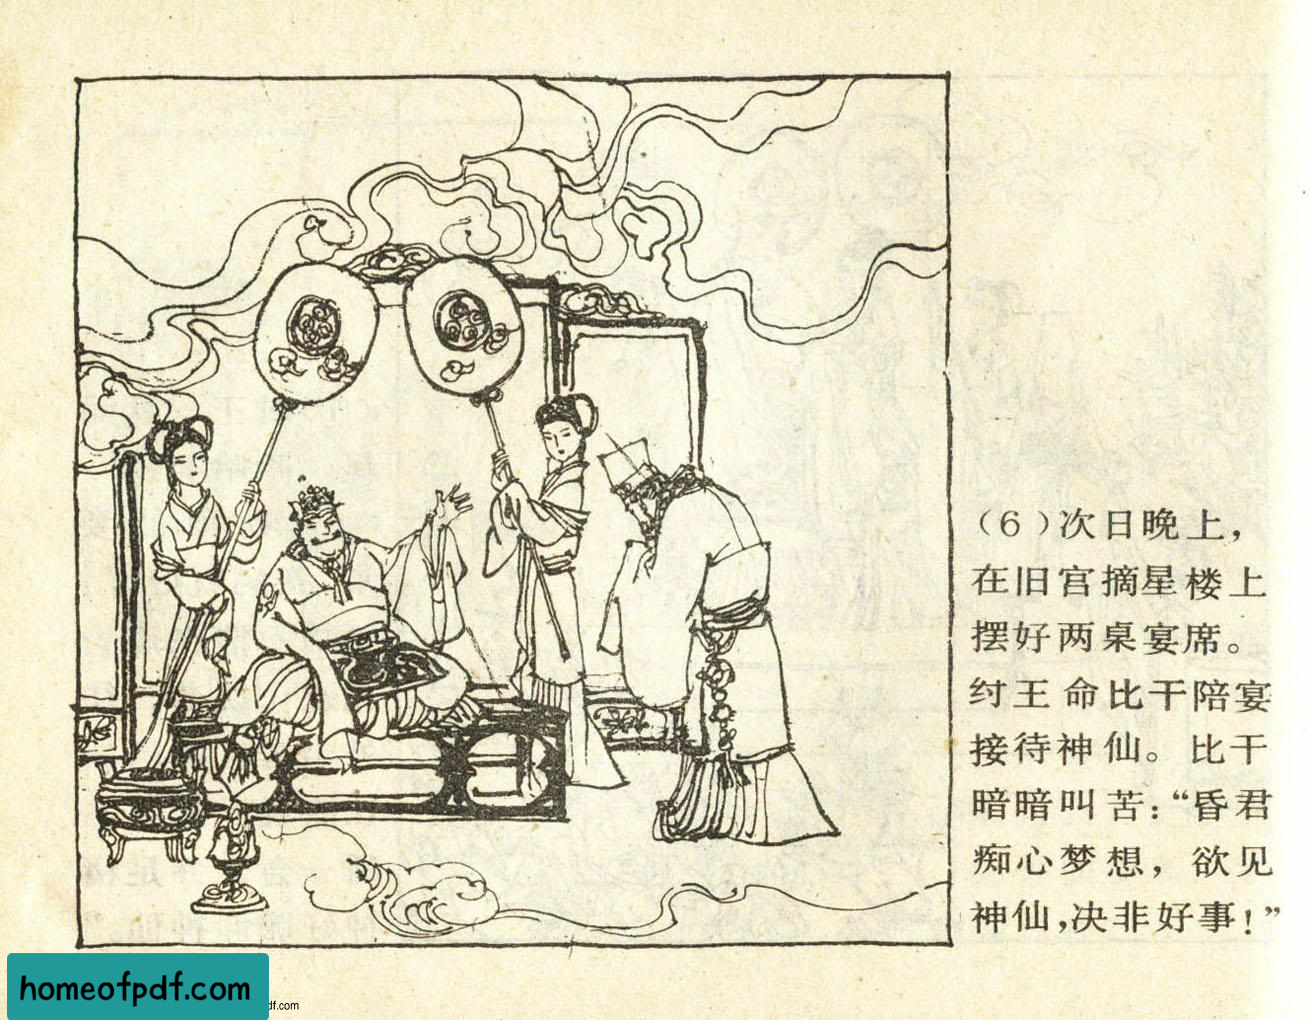 （6）次日晚上，
在旧宫摘星楼上
摆好两桌宴席。
纣王命比干陪宴
接待神仙。比干
暗暗叫苦：“昏君
痴心梦想，欲见
神仙，决非好事！”
homeofpdf.com
df.com